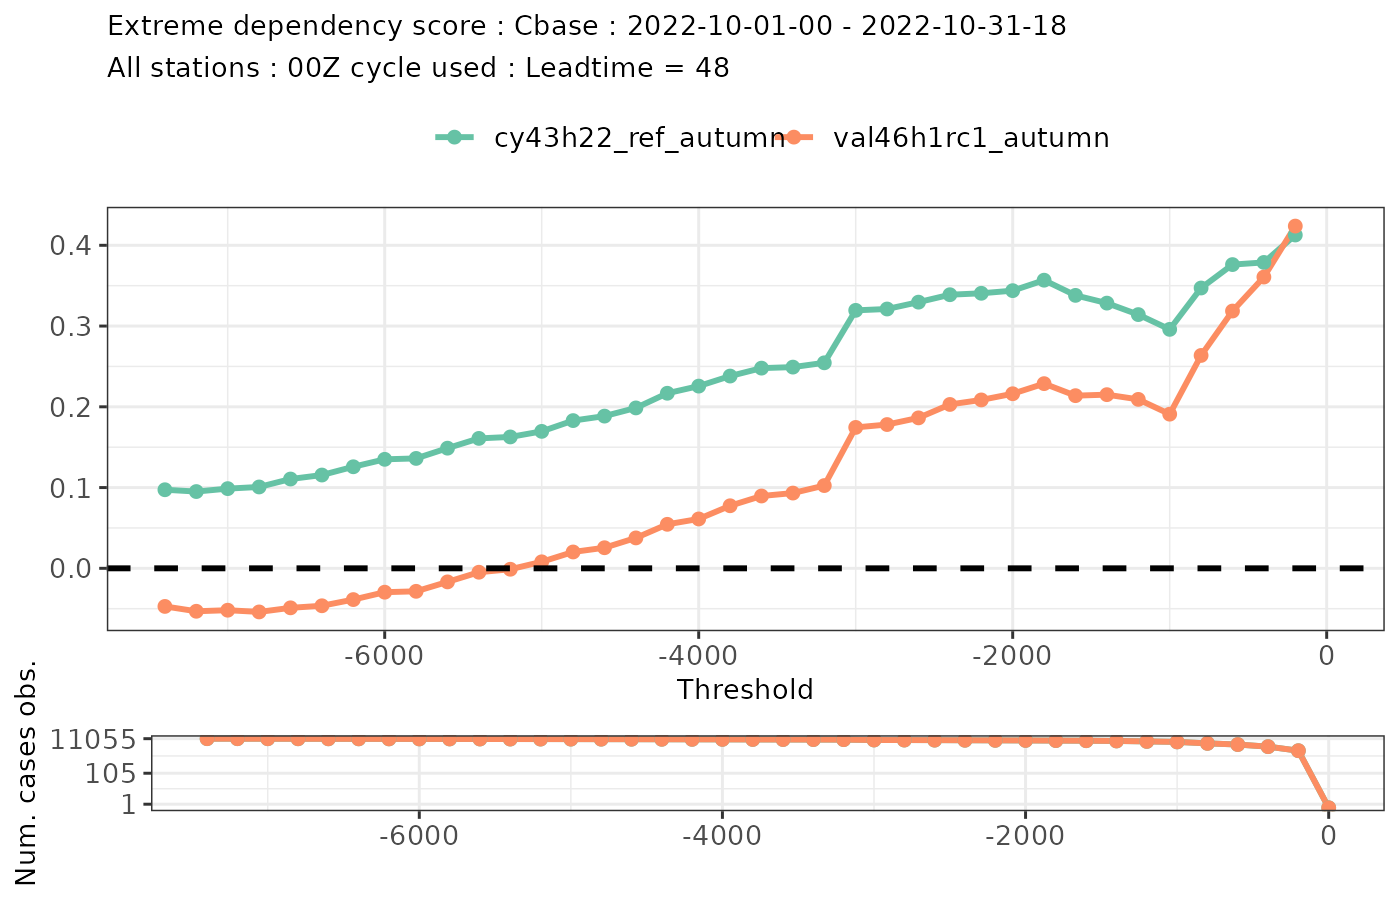 Extreme dependency score : Cbase : 2022-10-01-00 - 2022-10-31-18
All stations : 00Z cycle used : Leadtime = 48
cy43h22_ref_autumn val46h1rc1_autumn
0.4
0.3
0.2
0.1
0.0
-6000 -4000 -2000 0
Threshold
Num. cases obs.
11055
105
1
-6000 -4000 -2000 0